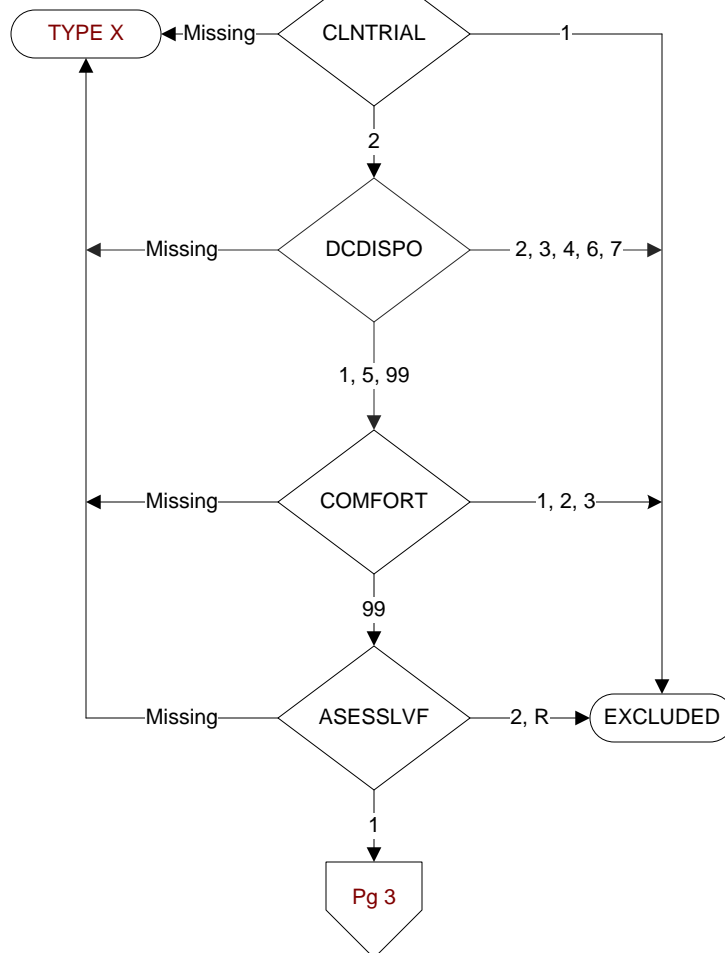 TYPE X
Missing
CLNTRIAL
1
2
Missing
DCDISPO
2, 3, 4, 6, 7
1, 5, 99
Missing
COMFORT
1, 2, 3
99
Missing
ASESSLVF
2, R
EXCLUDED
1
Pg 3